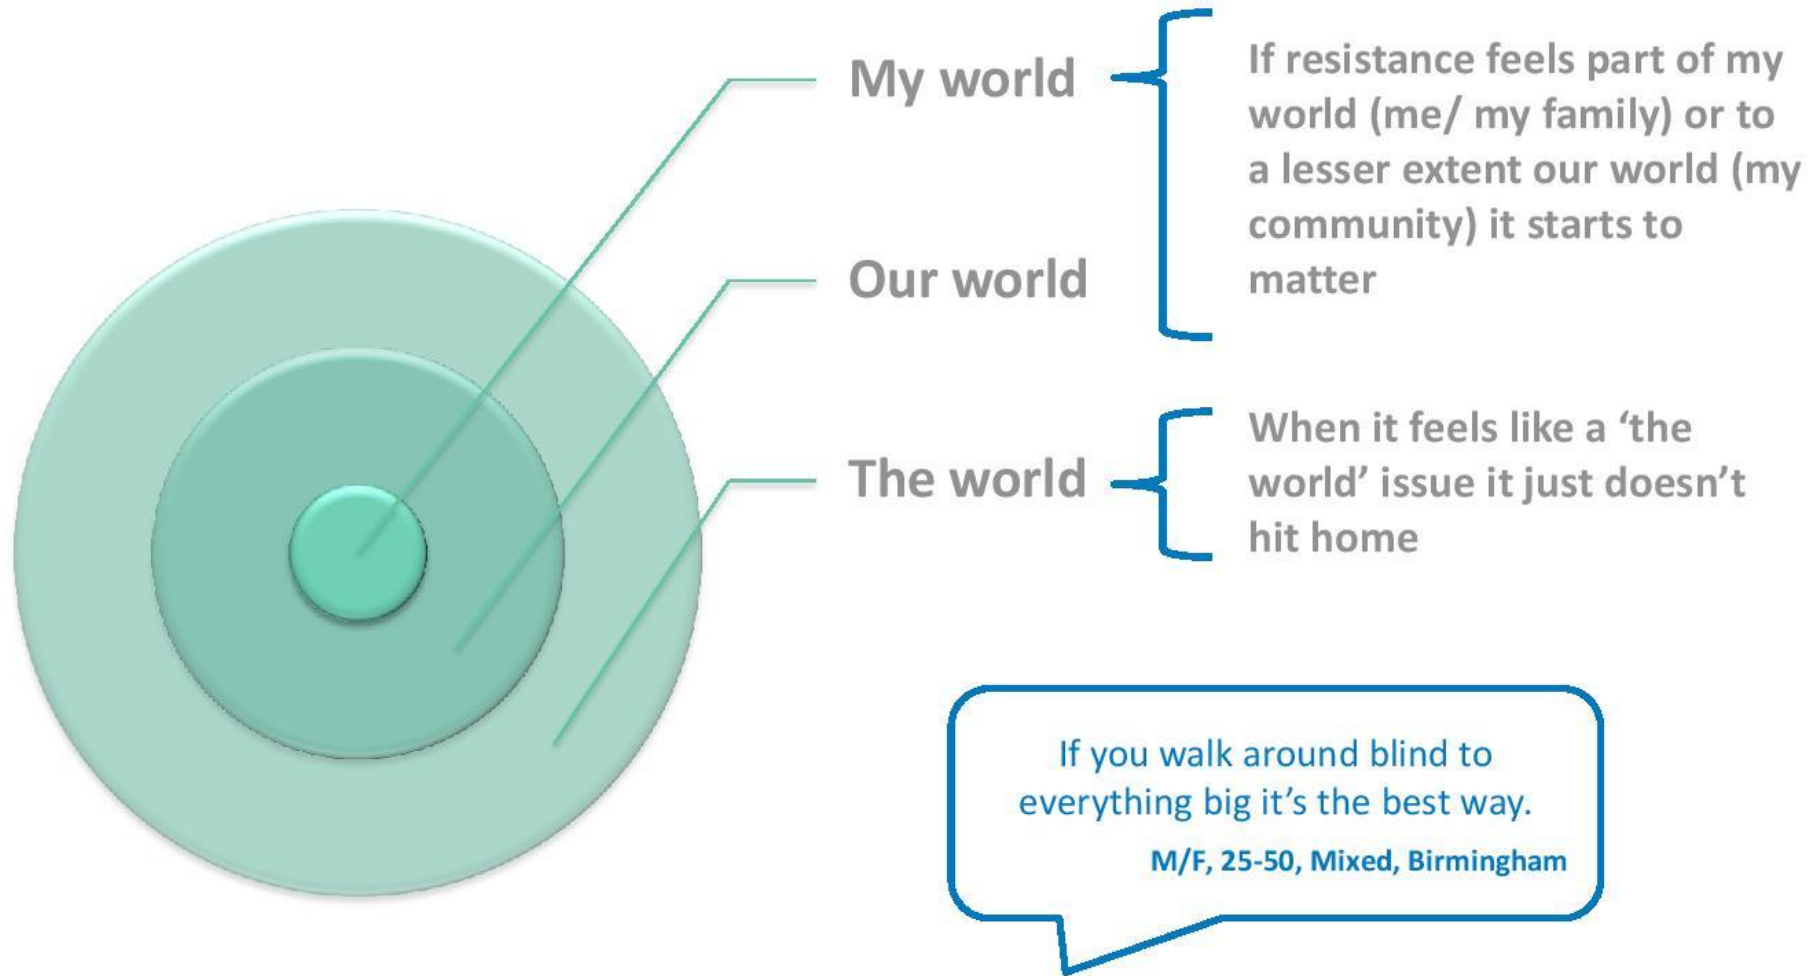 My world
If resistance feels part of my
world (me/ my family) or to
a lesser extent our world (my
community) it starts to
matter
Our world
The world
When it feels like a ‘the
world’ issue it just doesn’t
hit home
If you walk around blind to
everything big it’s the best way.
M/F, 25-50, Mixed, Birmingham